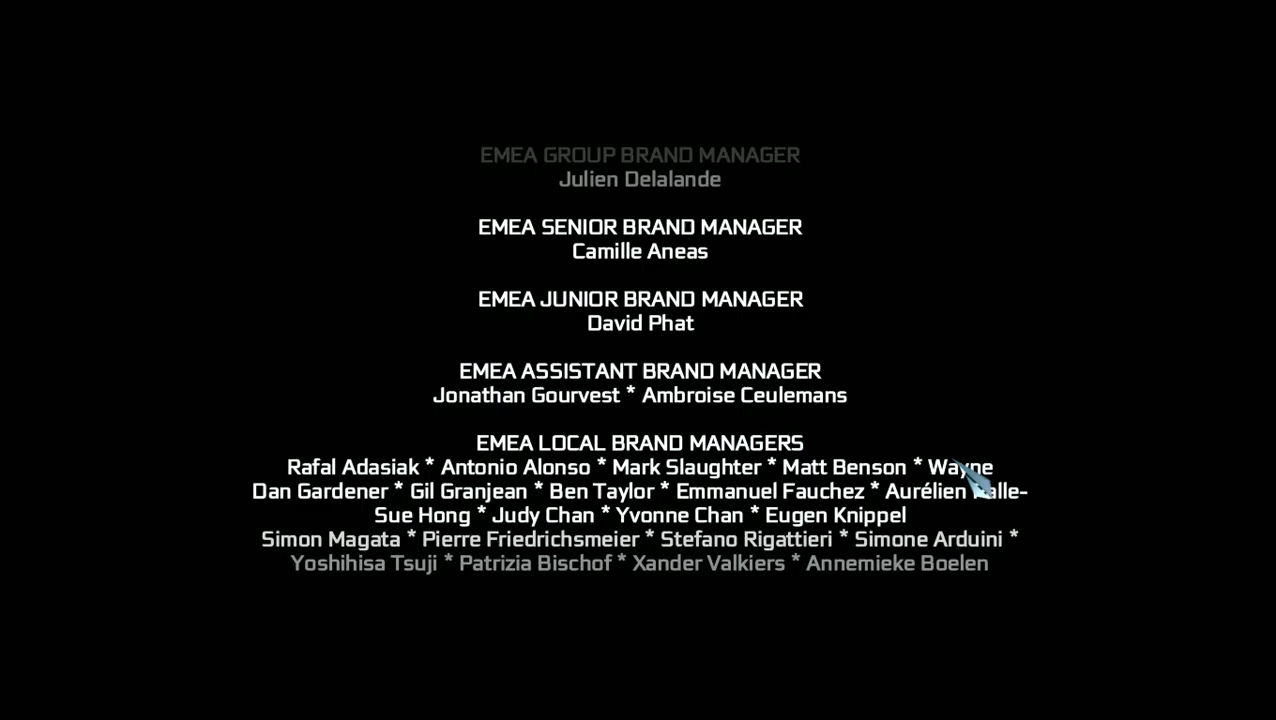 EMEA GROUP BRAND MANAGER
Julien Delalande
EMEA SENIOR BRAND MANAGER
Camille Aneas
EMEA JUNIOR BRAND MANAGER
David Phat
EMEA ASSISTANT BRAND MANAGER
Jonathan Gourvest * Ambroise Ceulemans
EMEA LOCAL BRAND MANAGERS
Rafal Adasiak * Antonio Alonso * Mark Slaughter * Matt Benson * Wayne
Dan Gardener * Gil Granjean * Ben Taylor * Emmanuel Fauchez * Aurélien
Sue Hong * Judy Chan * Yvonne Chan * Eugen Knippel
Simon Magata * Pierre Friedrichsmeier * Stefano Rigattieri * Simone Arduini *
Yoshihisa Tsuji * Patrizia Bischof * Xander Valkiers * Annemieke Boelen